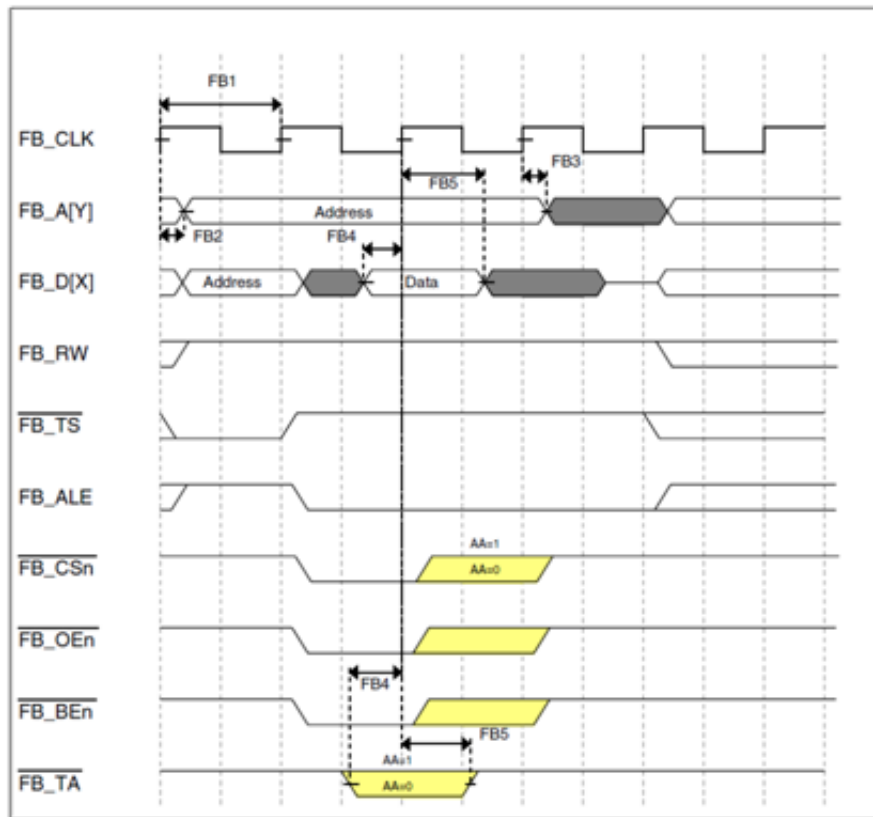 FB1
FB_CLK
FB3
FB5
FB_A[Y]
Address
FB2
FB4
FB_D[X]
Address
Data
FB_RW
FB_TS
FB_ALE
AA=1
FB_CSn
AA=0
FB_OEn
FB4
FB_BEn
FB5
AA=1
FB_TA
AA=0